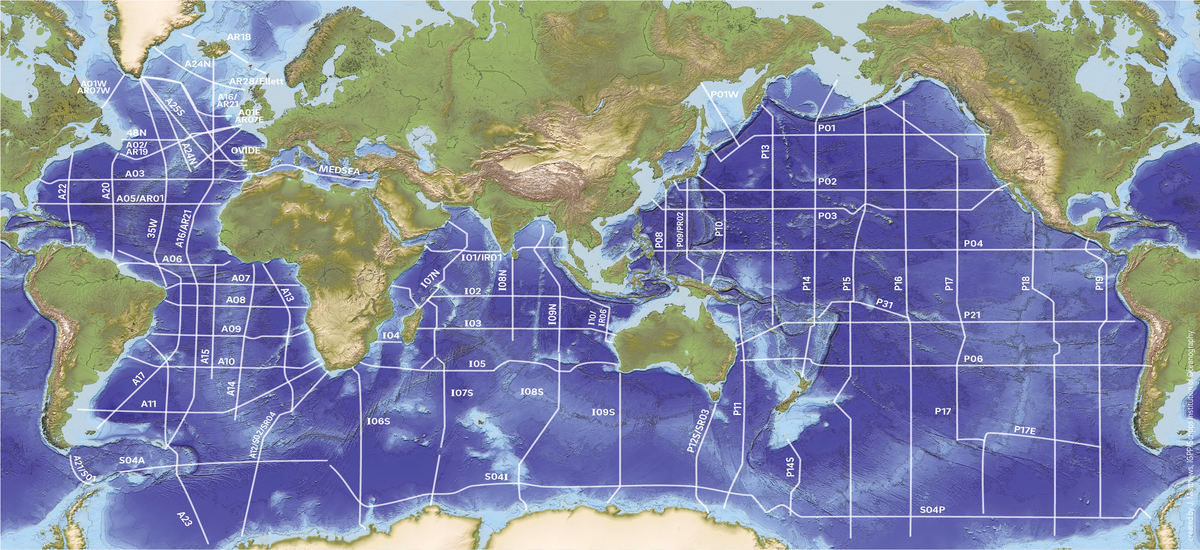 AR18
A24N
A01W
AR07W
AR28/Ellett
A25S
A16/
AR21
A01E
AR07E
48N
A02/
AR19
A24N
OVIDE
MEDSEA
A03
A22
A20
A05/AR01
35W
A16/AR21
A06
A07
A13
A08
A09
A15
A10
A14
A17
A11
A12/S02/SR04
A21/S01
S04A
A23
I01/IR01
I07N
I08N
I02
I09N
I10/
IR06
I03
I04
I05
I06S
I07S
I08S
I09S
S04I
P01W
P01
P13
P02
P03
P08
P09/PR02
P10
P04
P14
P15
P16
P17
P18
P19
P31
P21
P06
P11
P12S/SR03
P17
P17E
P14S
S04P